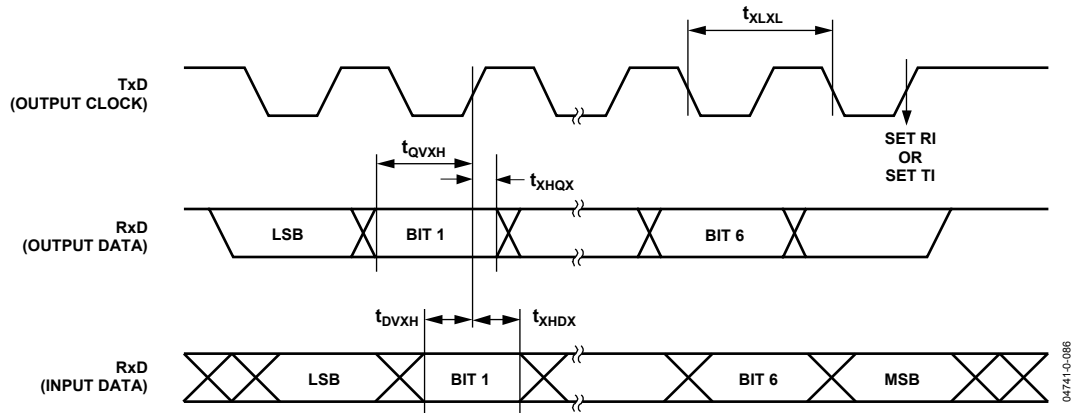 tXLXL
TxD
(OUTPUT CLOCK)
SET RI
OR
SET TI
tQVXH
tXHQX
RxD
(OUTPUT DATA)
LSB
BIT 1
BIT 6
tDVXH
tXHDX
RxD
(INPUT DATA)
LSB
BIT 1
BIT 6
MSB
04741-0-086